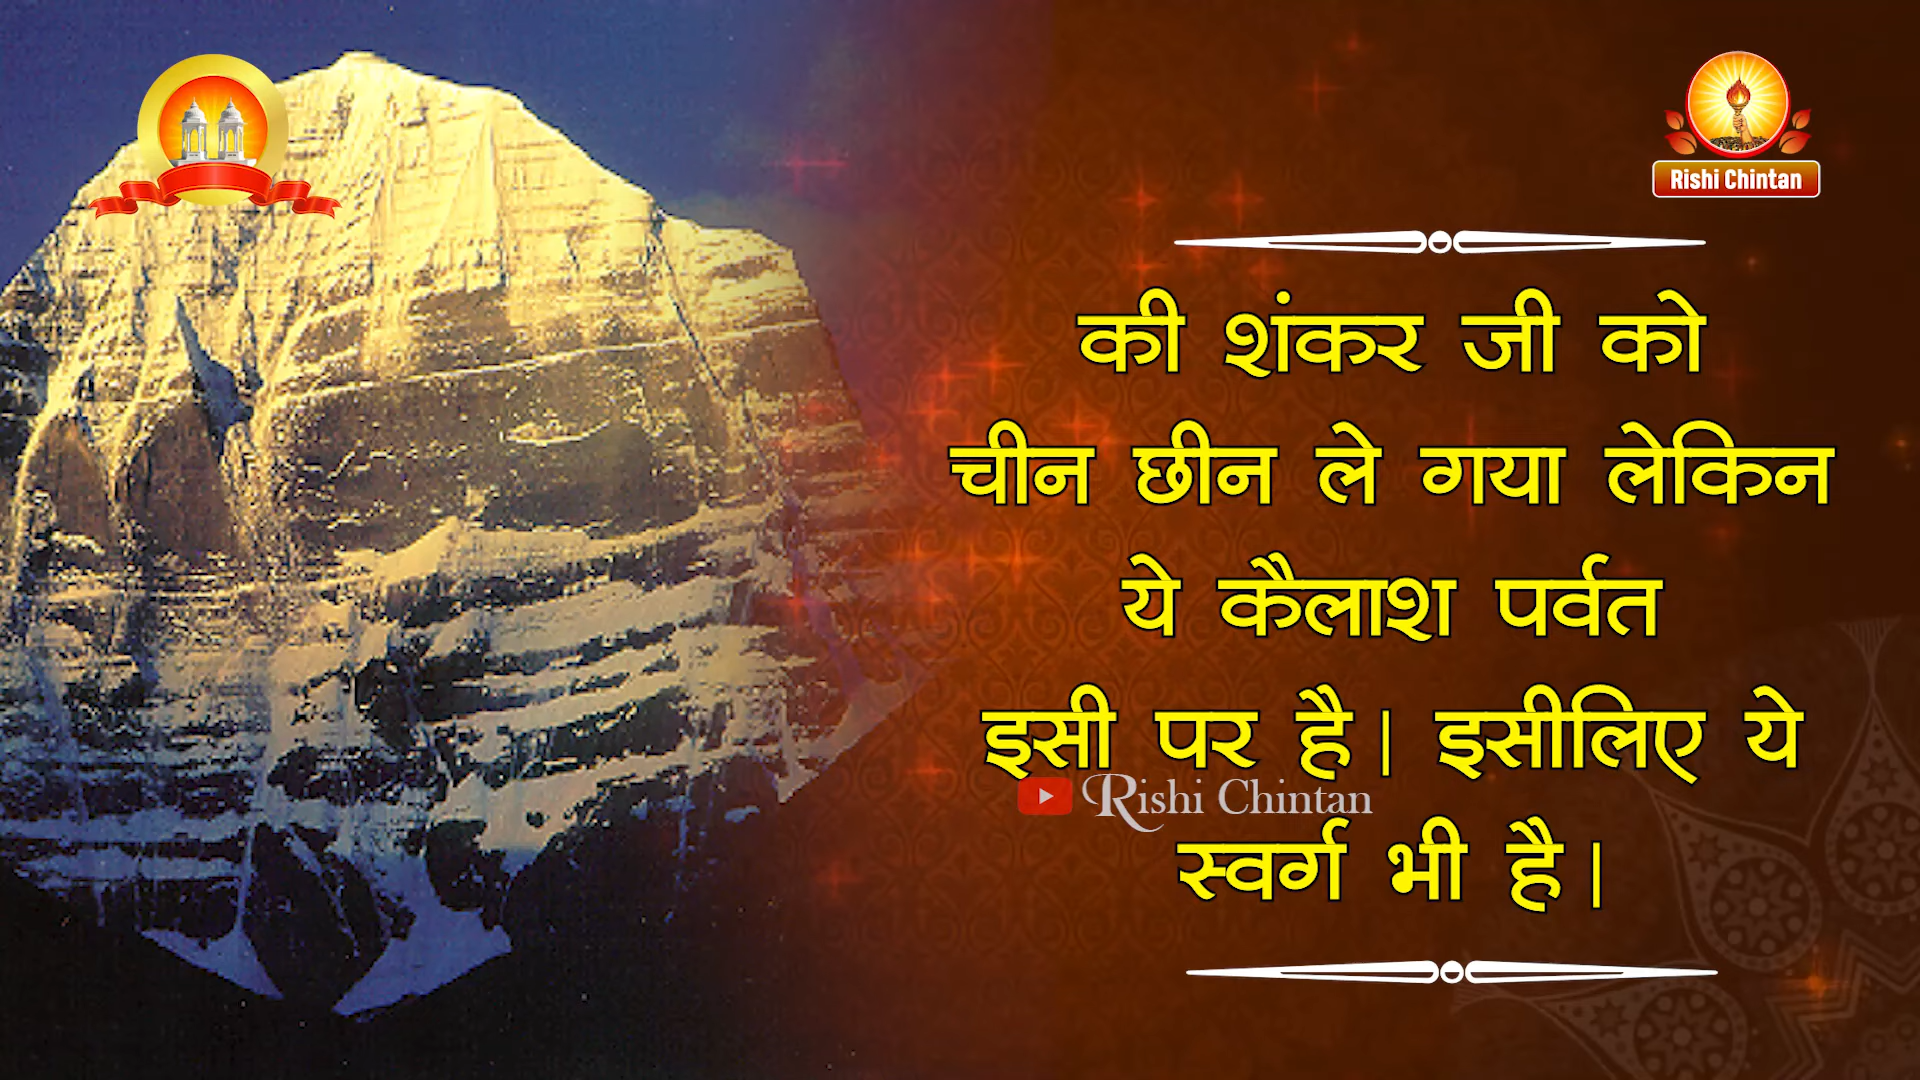 Rishi Chintan
की शंकर जी को
चीन छीन ले गया लेकिन
ये कैलाश पर्वत
इसी पर है। इसीलिए ये
Rishi Chintan
स्वर्ग भी है।